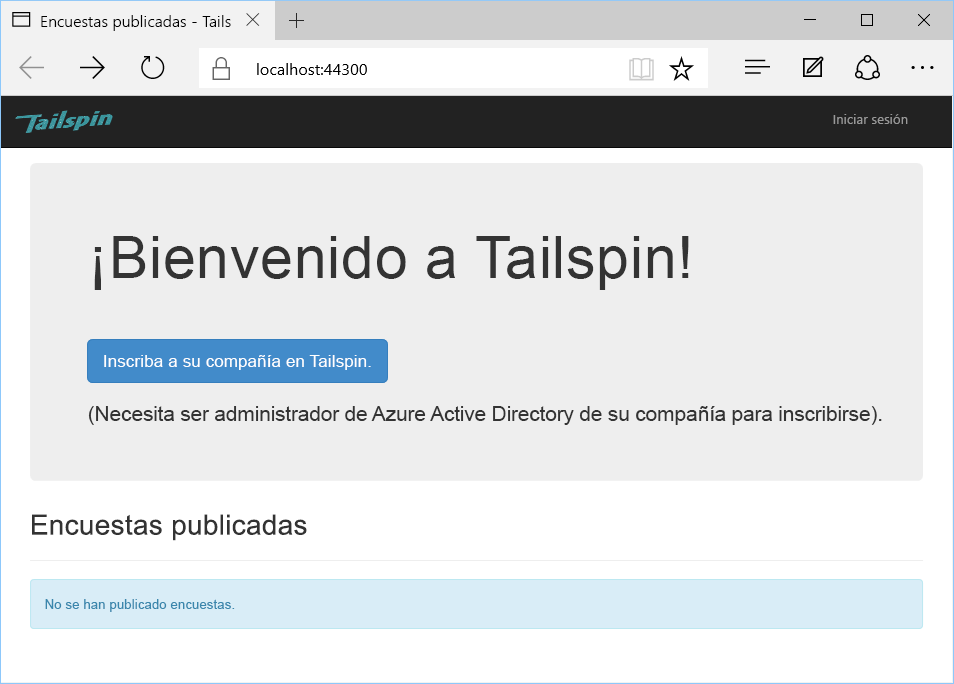 Encuestas publicadas - Tails
localhost:44300
Tailspin
Iniciar sesión
¡Bienvenido a Tailspin!
Inscriba a su compañía en Tailspin.
(Necesita ser administrador de Azure Active Directory de su compañía para inscribirse).
Encuestas publicadas
No se han publicado encuestas.